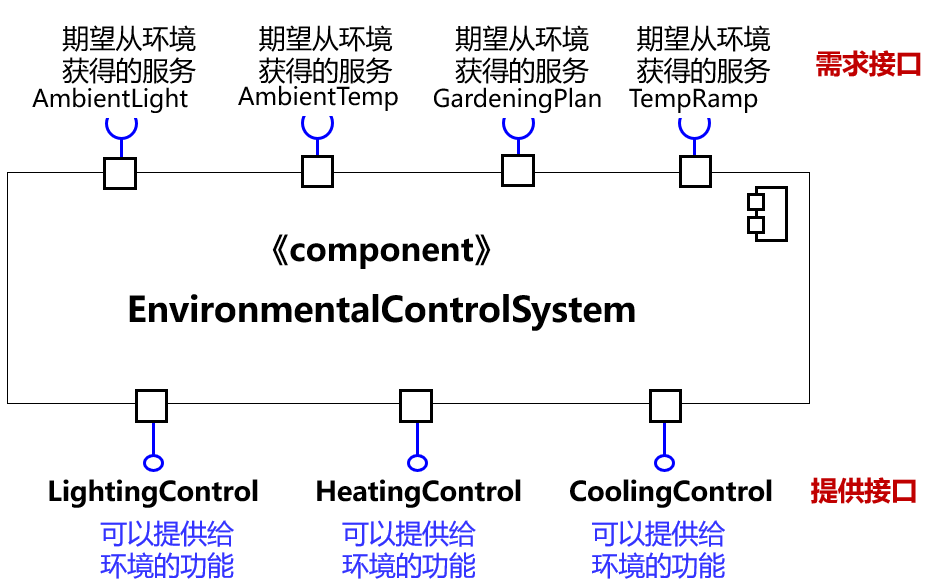 期望从环境 期望从环境 期望从环境 期望从环境
获得的服务 获得的服务 获得的服务 获得的服务 需求接口
AmbientLight AmbientTemp GardeningPlan TempRamp
《component》
EnvironmentalControlSystem
LightingControl HeatingControl CoolingControl 提供接口
可以提供给 可以提供给 可以提供给
环境的功能 环境的功能 环境的功能